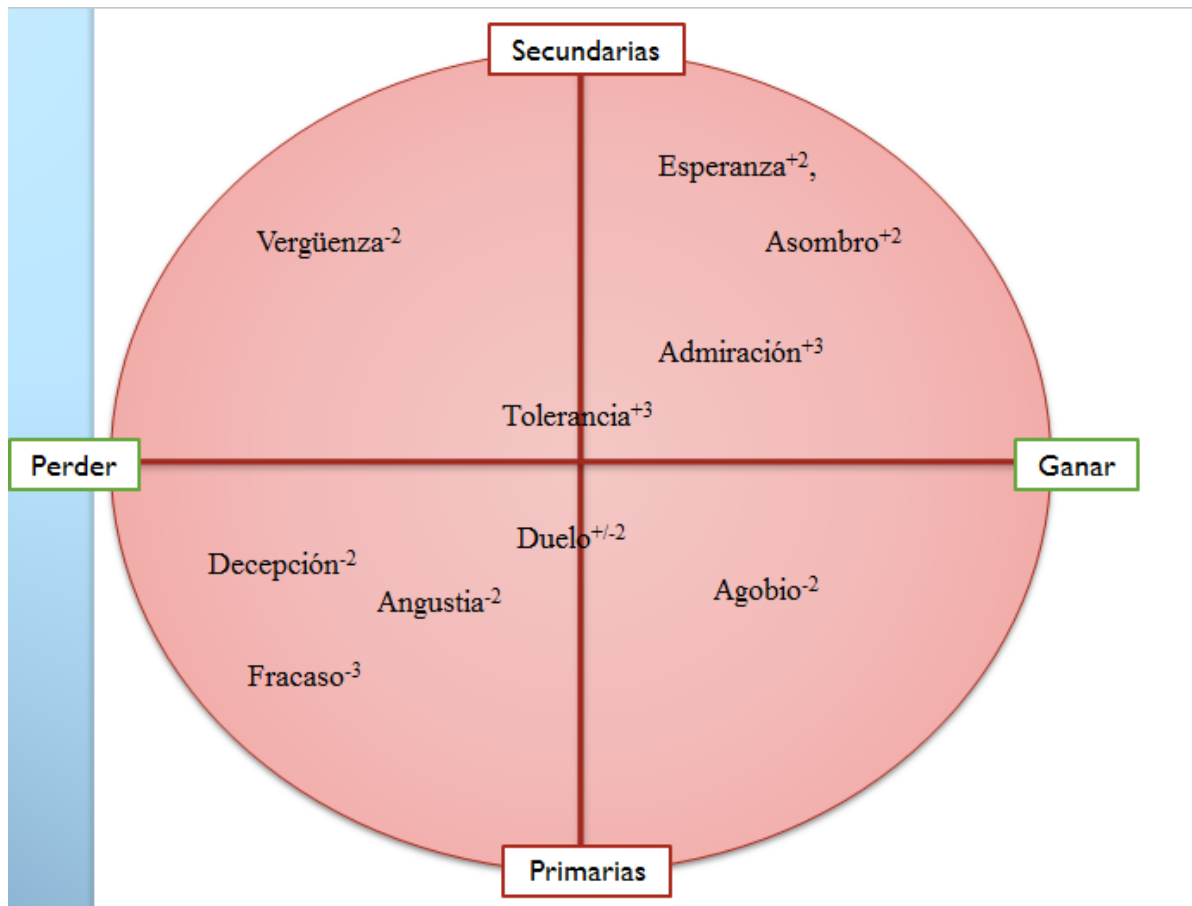 Secundarias
Esperanza⁺²,
Vergüenza⁻²
Asombro⁺²
Admiración⁺³
Tolerancia⁺³
Perder
Ganar
Duelo⁺/⁻²
Decepción⁻²
Agobio⁻²
Angustia⁻²
Fracaso⁻³
Primarias